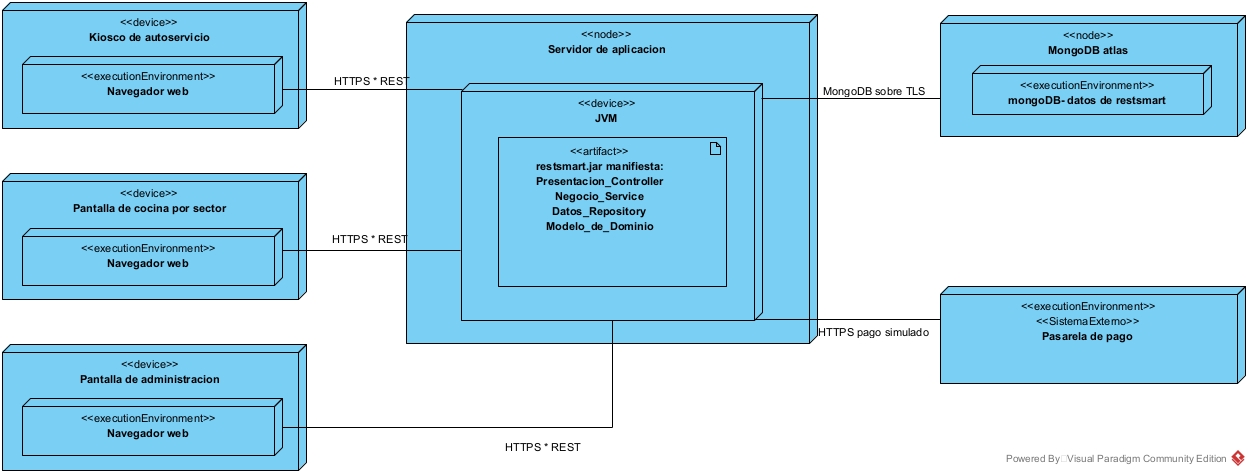 <<device>>
Kiosco de autoservicio
<<executionEnvironment>>
Navegador web
HTTPS * REST
<<device>>
Pantalla de cocina por sector
<<executionEnvironment>>
Navegador web
HTTPS * REST
<<device>>
Pantalla de administracion
<<executionEnvironment>>
Navegador web
HTTPS * REST
<<node>>
Servidor de aplicacion
<<device>>
JVM
<<artifact>>
restsmart.jar manifiesta:
Presentacion_Controller
Negocio_Service
Datos_Repository
Modelo_de_Dominio
MongoDB sobre TLS
<<node>>
MongoDB atlas
<<executionEnvironment>>
mongoDB- datos de restsmart
HTTPS pago simulado
<<executionEnvironment>>
<<SistemaExterno>>
Pasarela de pago
Powered By Visual Paradigm Community Edition